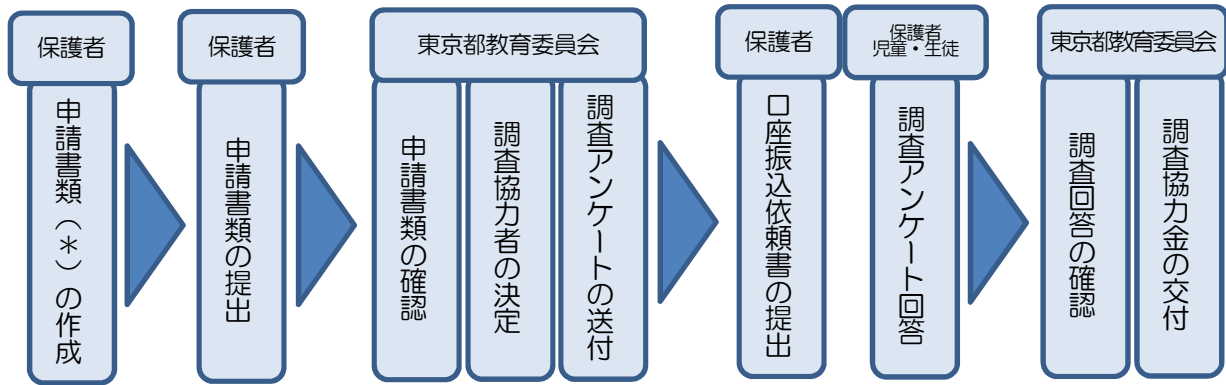 保護者
申請書類（＊）の作成
保護者
申請書類の提出
東京都教育委員会
申請書類の確認
調査協力者の決定
調査アンケートの送付
保護者
口座振込依頼書の提出
保護者
児童・生徒
調査アンケート回答
東京都教育委員会
調査回答の確認
調査協力金の交付